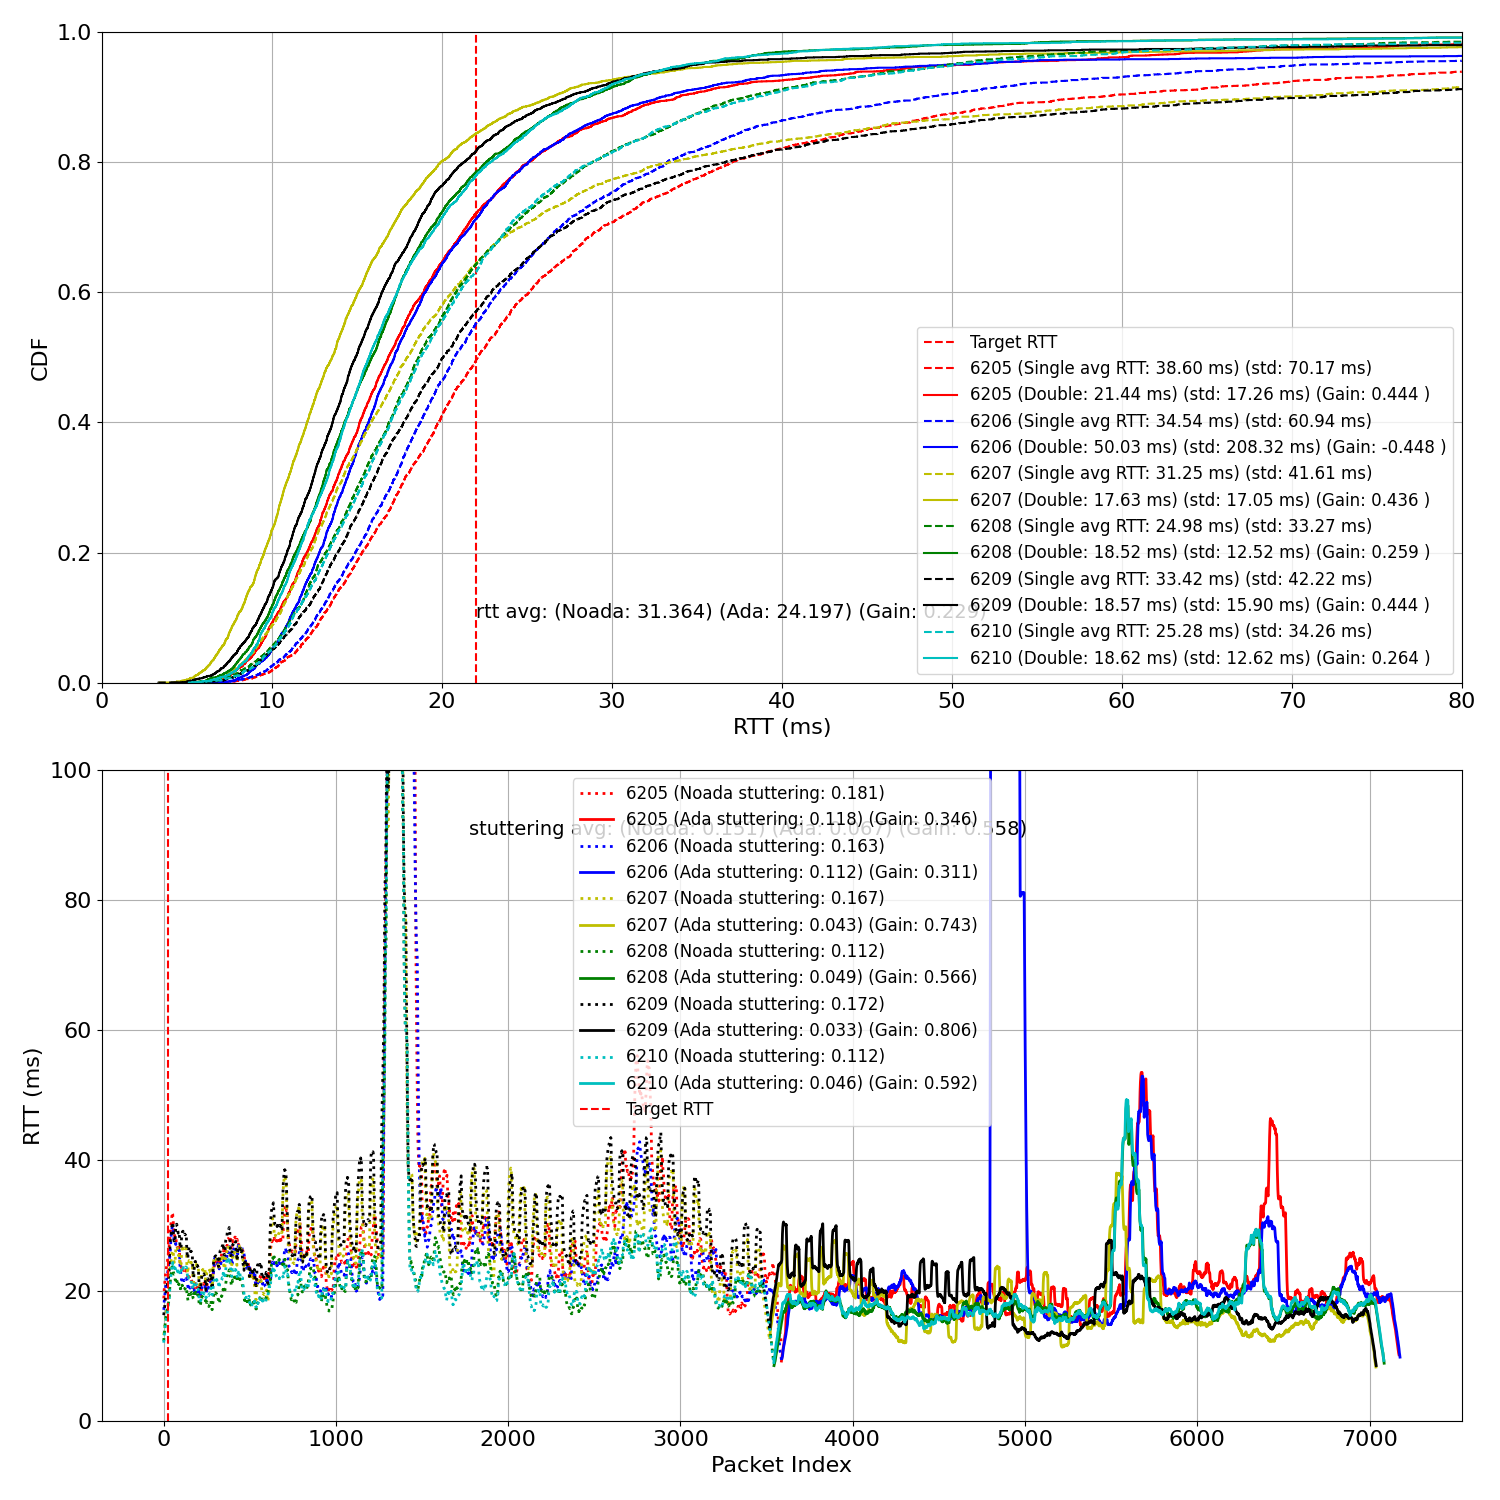 1.0
0.8
0.6
0.4
0.2
0.0
CDF
0 10 20 30 40 50 60 70 80
RTT (ms)
rtt avg: (Noada: 31.364) (Ada: 24.197) (Gain: 0.229)
Target RTT
6205 (Single avg RTT: 38.60 ms) (std: 70.17 ms)
6205 (Double: 21.44 ms) (std: 17.26 ms) (Gain: 0.444 )
6206 (Single avg RTT: 34.54 ms) (std: 60.94 ms)
6206 (Double: 50.03 ms) (std: 208.32 ms) (Gain: -0.448 )
6207 (Single avg RTT: 31.25 ms) (std: 41.61 ms)
6207 (Double: 17.63 ms) (std: 17.05 ms) (Gain: 0.436 )
6208 (Single avg RTT: 24.98 ms) (std: 33.27 ms)
6208 (Double: 18.52 ms) (std: 12.52 ms) (Gain: 0.259 )
6209 (Single avg RTT: 33.42 ms) (std: 42.22 ms)
6209 (Double: 18.57 ms) (std: 15.90 ms) (Gain: 0.444 )
6210 (Single avg RTT: 25.28 ms) (std: 34.26 ms)
6210 (Double: 18.62 ms) (std: 12.62 ms) (Gain: 0.264 )
100
80
60
40
20
0
RTT (ms)
0 1000 2000 3000 4000 5000 6000 7000
Packet Index
stuttering avg: (Noada: 0.151) (Ada: 0.067) (Gain: 0.558)
6205 (Noada stuttering: 0.181)
6205 (Ada stuttering: 0.118) (Gain: 0.346)
6206 (Noada stuttering: 0.163)
6206 (Ada stuttering: 0.112) (Gain: 0.311)
6207 (Noada stuttering: 0.167)
6207 (Ada stuttering: 0.043) (Gain: 0.743)
6208 (Noada stuttering: 0.112)
6208 (Ada stuttering: 0.049) (Gain: 0.566)
6209 (Noada stuttering: 0.172)
6209 (Ada stuttering: 0.033) (Gain: 0.806)
6210 (Noada stuttering: 0.112)
6210 (Ada stuttering: 0.046) (Gain: 0.592)
Target RTT